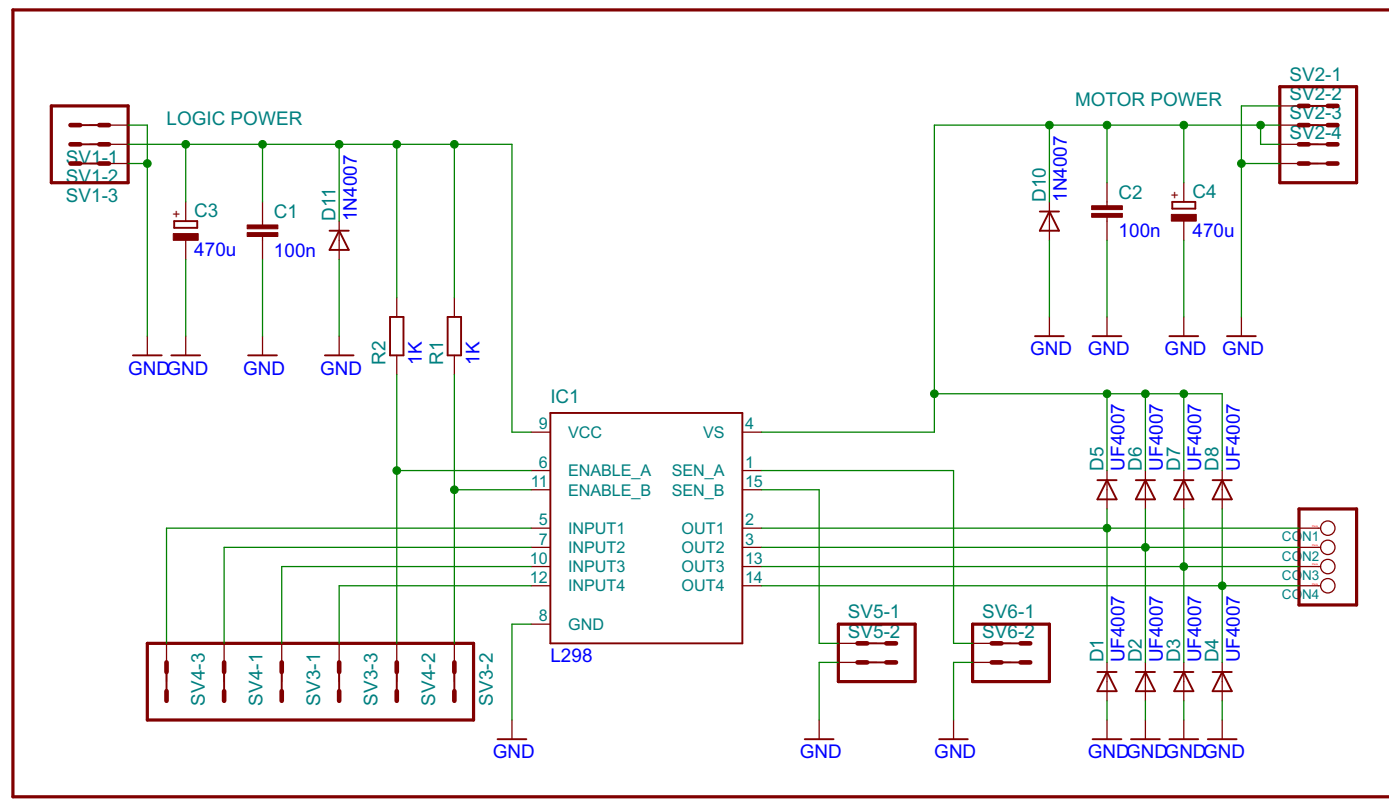 SV2-1
SV2-2
SV2-3
SV2-4
MOTOR POWER
LOGIC POWER
SV1-1
SV1-2
SV1-3
D11
1N4007
D10
1N4007
+
C3
470u
C1
100n
C2
100n
+
C4
470u
R2
1K
R1
1K
GND
GND
GND
GND
GND
GND
GND
GND
IC1
9
VCC
VS
4
6
ENABLE_A
SEN_A
1
11
ENABLE_B
SEN_B
15
5
INPUT1
OUT1
2
7
INPUT2
OUT2
3
10
INPUT3
OUT3
13
12
INPUT4
OUT4
14
8
GND
L298
D5
UF4007
D6
UF4007
D7
UF4007
D8
UF4007
CON1
CON2
CON3
CON4
D1
UF4007
D2
UF4007
D3
UF4007
D4
UF4007
SV5-1
SV5-2
SV6-1
SV6-2
SV4-3
SV4-1
SV3-1
SV3-3
SV4-2
SV3-2
GND
GND
GND
GND
GND
GND
GND